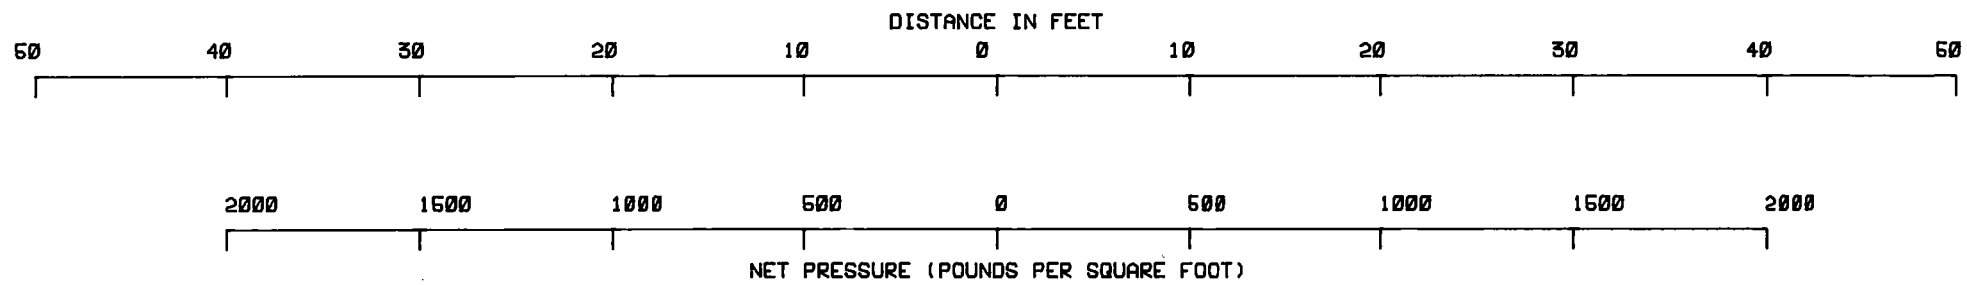 DISTANCE IN FEET
50 40 30 20 10 0 10 20 30 40 50
2000 1500 1000 500 0 500 1000 1500 2000
NET PRESSURE (POUNDS PER SQUARE FOOT)